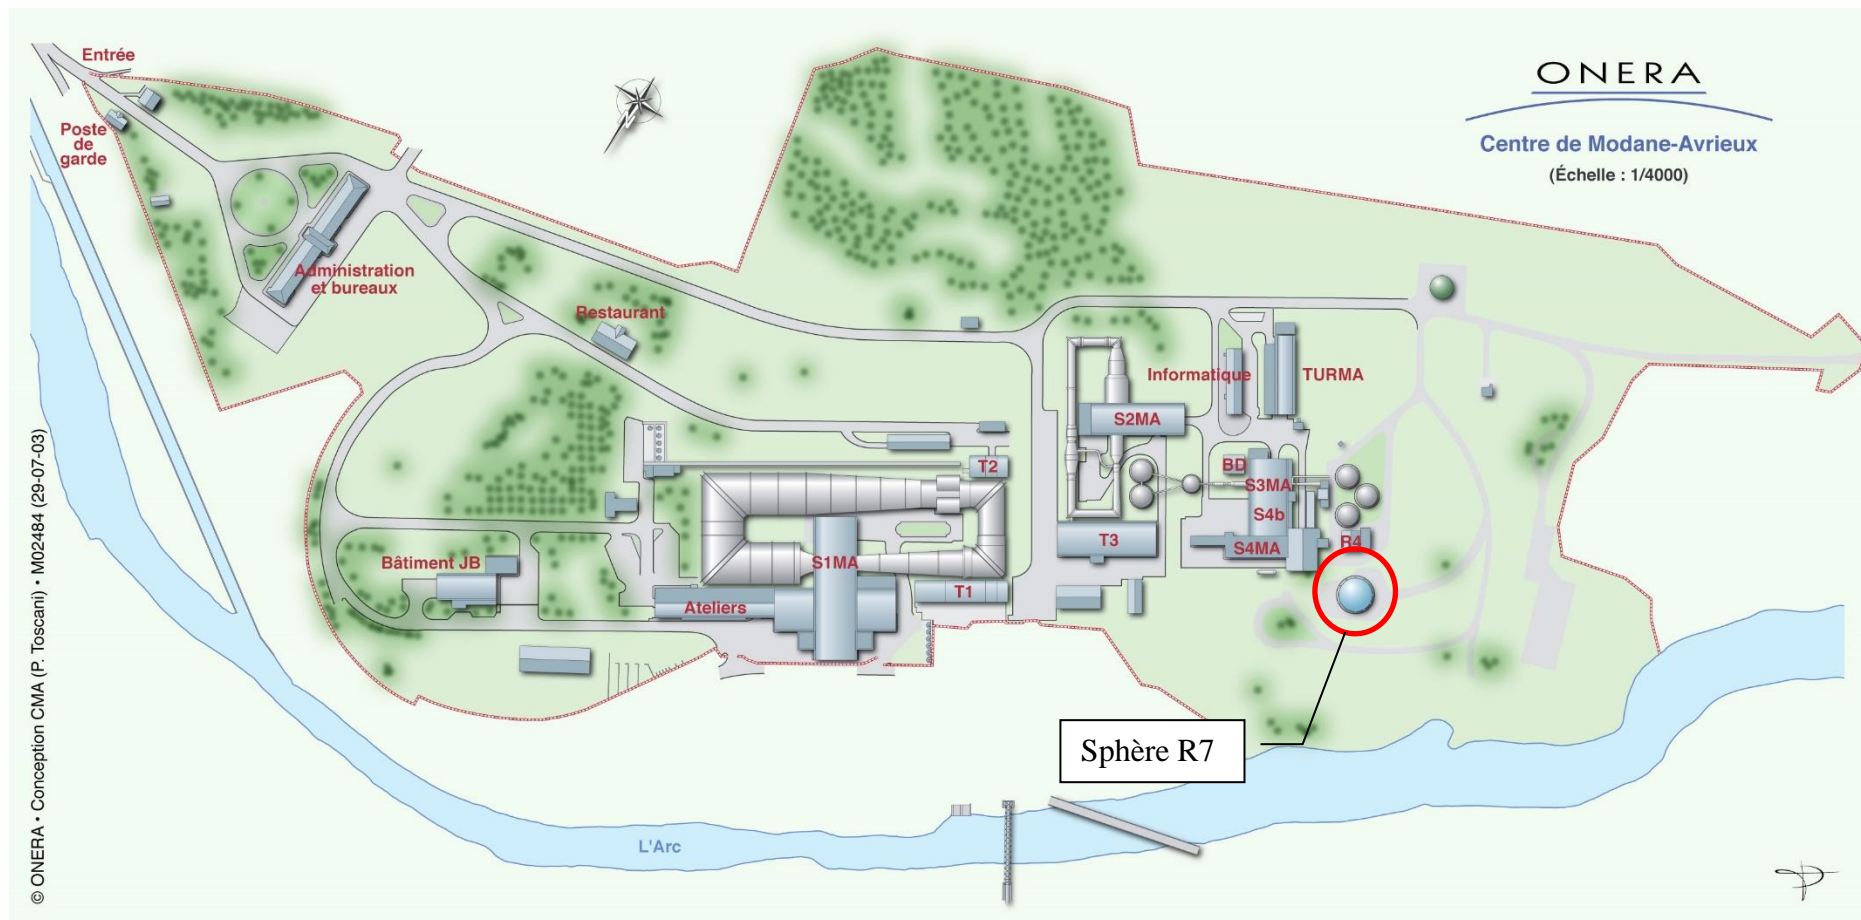 Entrée
Poste
de
garde
Administration
et bureaux
Restaurant
N
ONERA
Centre de Modane-Avrieux
(Échelle : 1/4000)
Informatique
TURMA
S2MA
BD
S3MA
S4b
S4MA
R4
T2
T3
S1MA
T1
Bâtiment JB
Ateliers
Sphère R7
L'Arc
© ONERA • Conception CMA (P. Toscani) • M02484 (29-07-03)